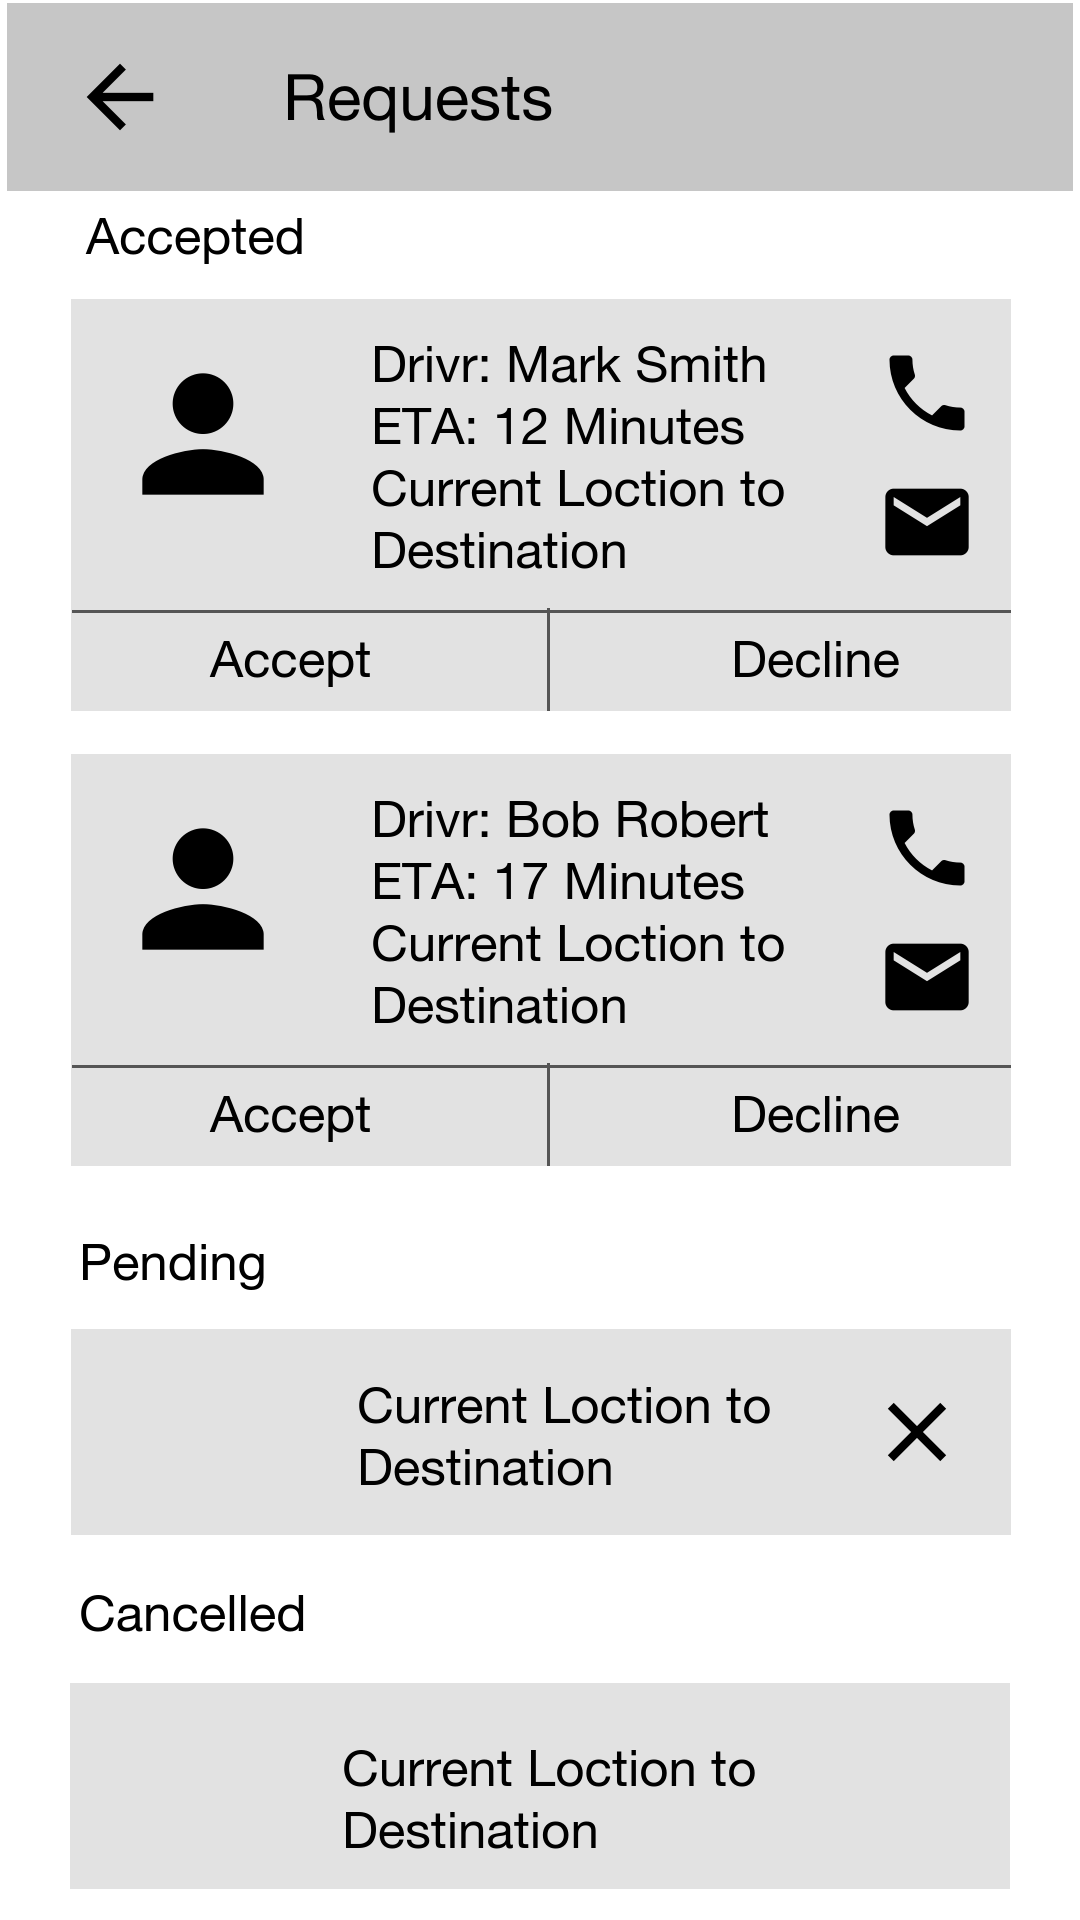 Requests
Accepted
Drivr: Mark Smith
ETA: 12 Minutes
Current Loction to
Destination
Accept
Decline
Drivr: Bob Robert
ETA: 17 Minutes
Current Loction to
Destination
Accept
Decline
Pending
Current Loction to
Destination
Cancelled
Current Loction to
Destination